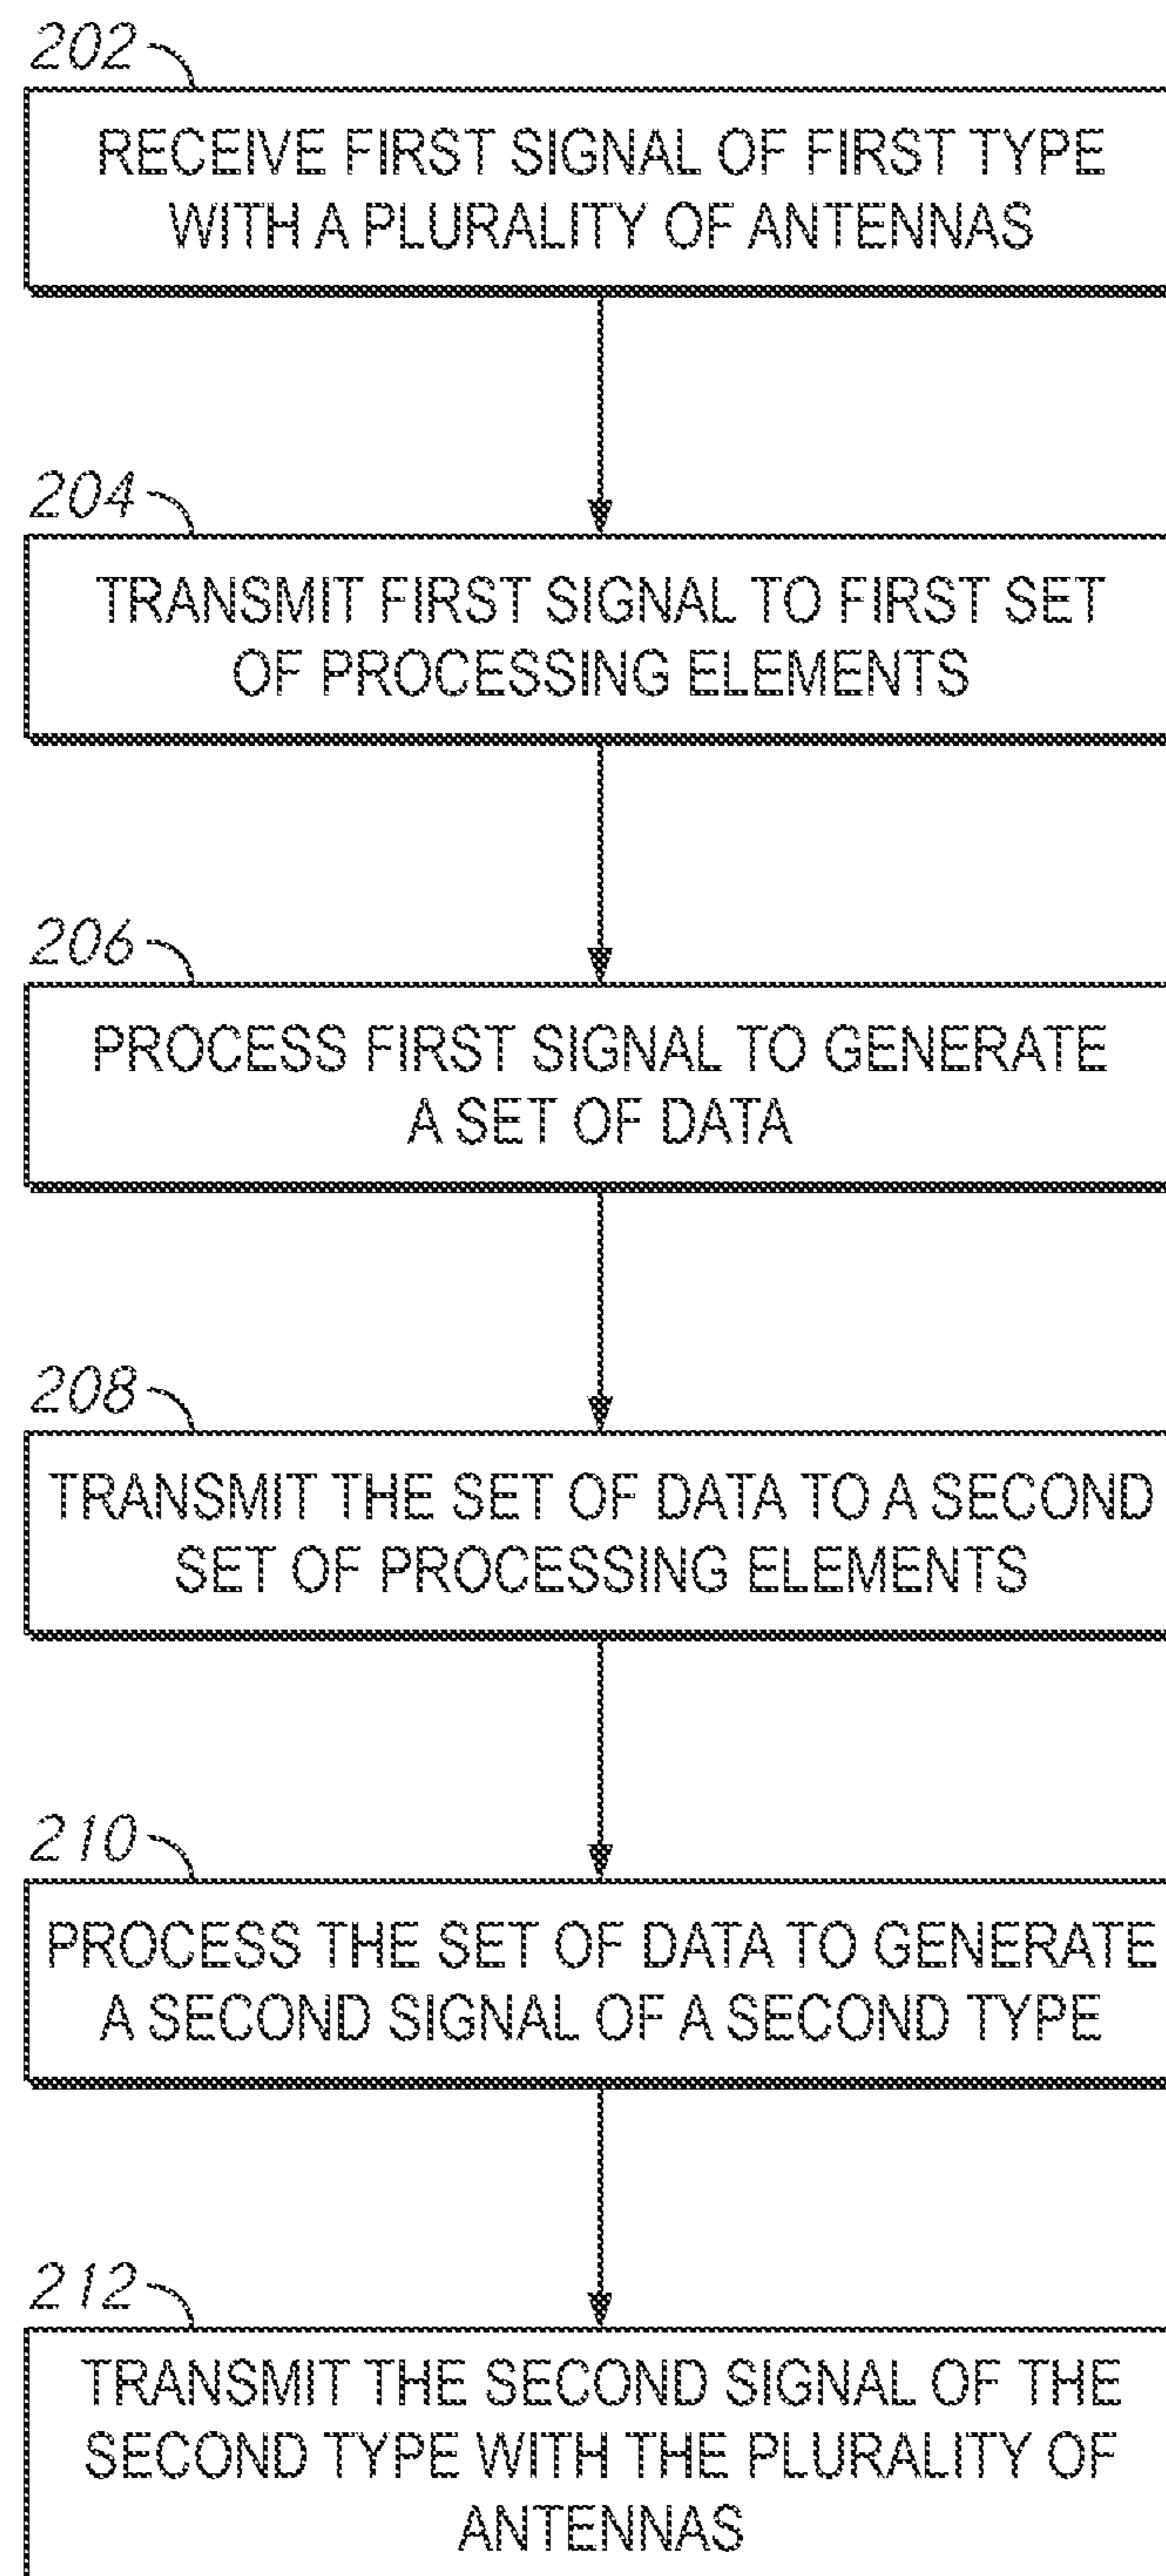 202
RECEIVE FIRST SIGNAL OF FIRST TYPE
WITH A PLURALITY OF ANTENNAS
204
TRANSMIT FIRST SIGNAL TO FIRST SET
OF PROCESSING ELEMENTS
206
PROCESS FIRST SIGNAL TO GENERATE
A SET OF DATA
208
TRANSMIT THE SET OF DATA TO A SECOND
SET OF PROCESSING ELEMENTS
210
PROCESS THE SET OF DATA TO GENERATE
A SECOND SIGNAL OF A SECOND TYPE
212
TRANSMIT THE SECOND SIGNAL OF THE
SECOND TYPE WITH THE PLURALITY OF
ANTENNAS